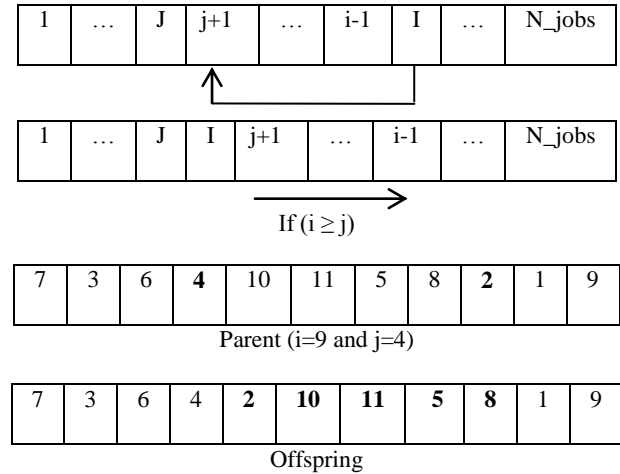 1 … J j+1 … i-1 I … N_jobs
1 … J I j+1 … i-1 … N_jobs
If (i ≥ j)
7 3 6 4 10 11 5 8 2 1 9
Parent (i=9 and j=4)
7 3 6 4 2 10 11 5 8 1 9
Offspring